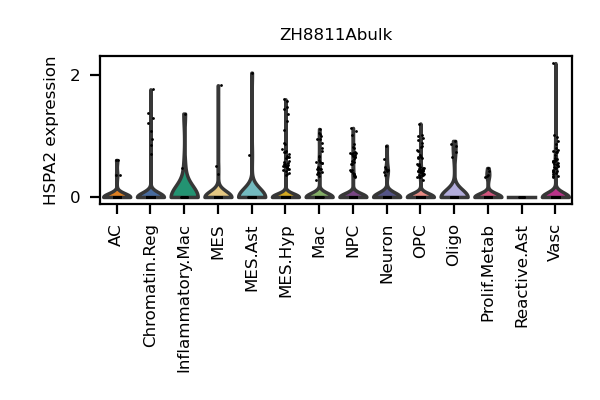 ZH8811Abulk
HSPA2 expression
2
0
AC
Chromatin.Reg
Inflammatory.Mac
MES
MES.Ast
MES.Hyp
Mac
NPC
Neuron
OPC
Oligo
Prolif.Metab
Reactive.Ast
Vasc